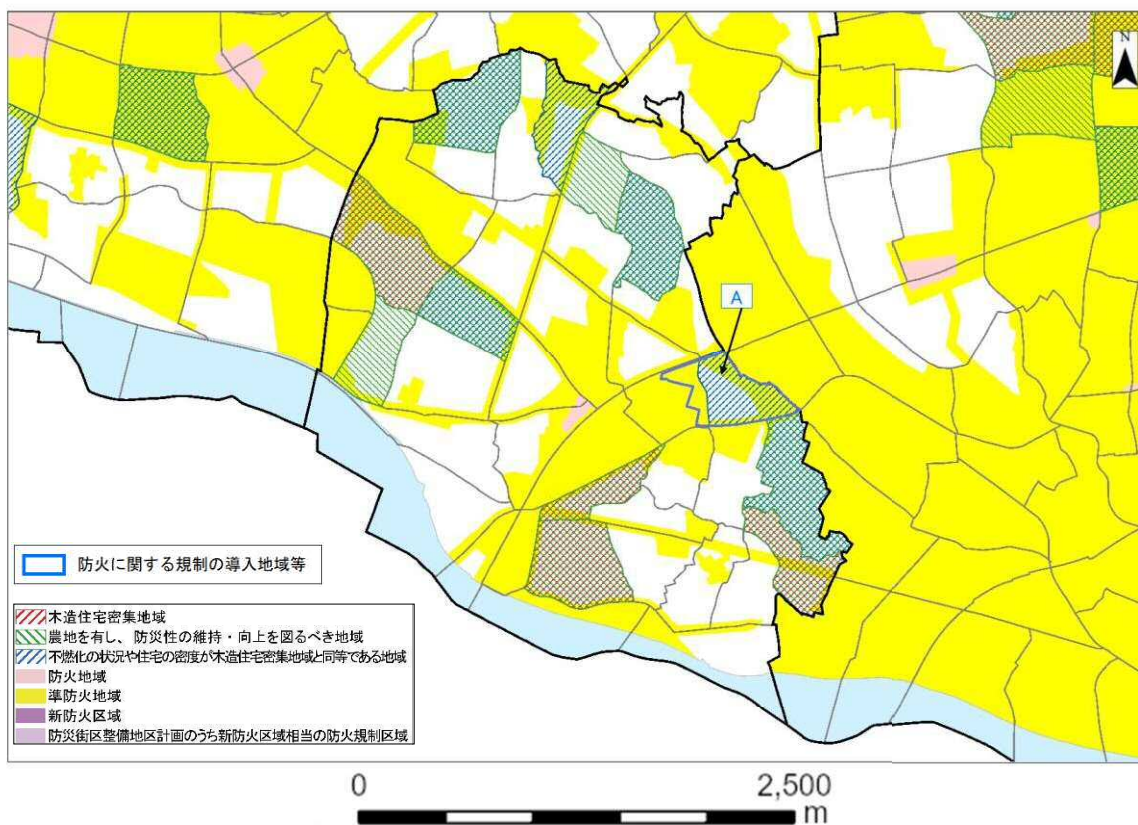 N
A
防火に関する規制の導入地域等
木造住宅密集地域
農地を有し、防災性の維持・向上を図るべき地域
不燃化の状況や住宅の密度が木造住宅密集地域と同等である地域
防火地域
準防火地域
新防火区域
防災街区整備地区計画のうち新防火区域相当の防火規制区域
0 2,500
m